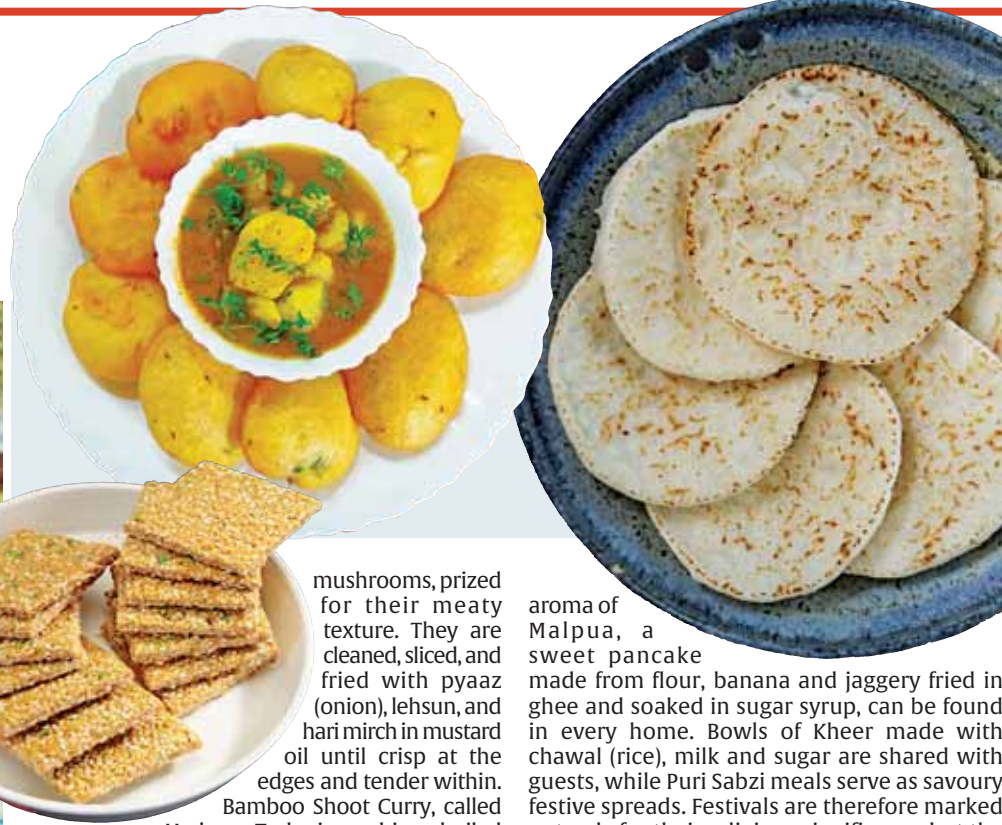 mushrooms, prized
for their meaty
texture. They are
cleaned, sliced, and
fried with pyaaz
(onion), lehsun, and
hari mirch in mustard
oil until crisp at the
edges and tender within.
Bamboo Shoot Curry, called
aroma of
Malpua, a
sweet pancake
made from flour, banana and jaggery fried in
ghee and soaked in sugar syrup, can be found
in every home. Bowls of Kheer made with
chawal (rice), milk and sugar are shared with
guests, while Puri Sabzi meals serve as savoury
festive spreads. Festivals are therefore marked